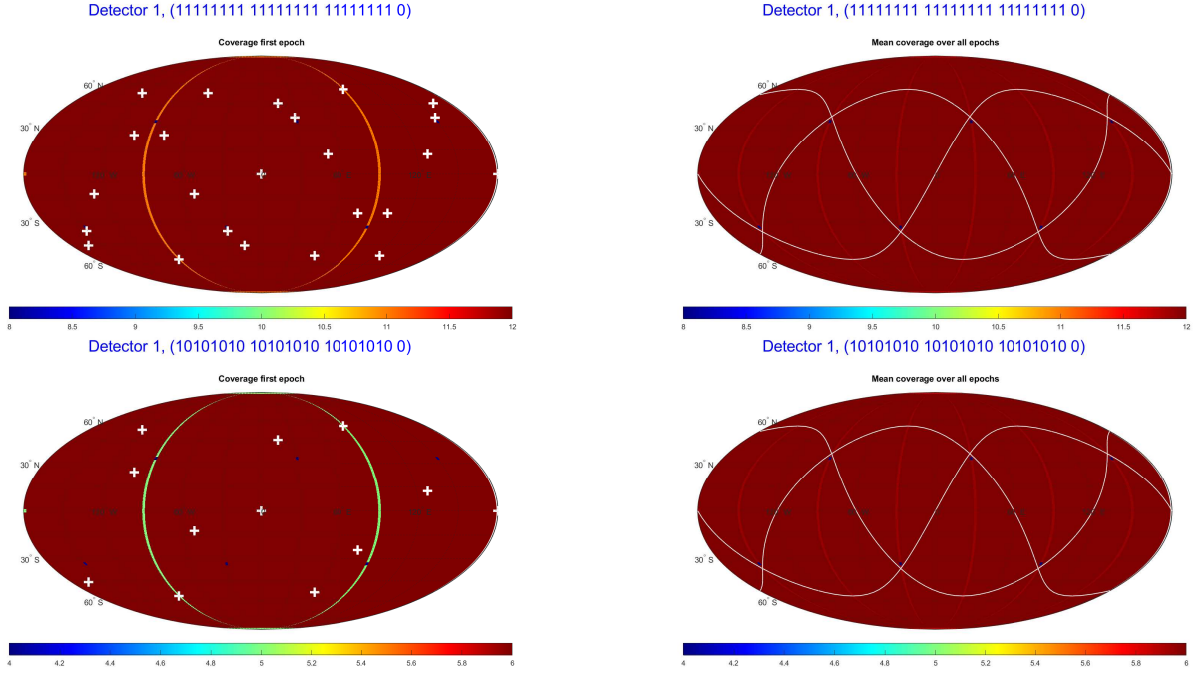 Detector 1, (11111111 11111111 11111111 0)
Coverage first epoch
60° N
30° N
30° S
60° S
8 8.5 9 9.5 10 10.5 11 11.5 12
Detector 1, (11111111 11111111 11111111 0)
Mean coverage over all epochs
60° N
30° N
30° S
60° S
8 8.5 9 9.5 10 10.5 11 11.5 12
Detector 1, (10101010 10101010 10101010 0)
Coverage first epoch
60° N
30° N
30° S
60° S
4 4.2 4.4 4.6 4.8 5 5.2 5.4 5.6 5.8 6
Detector 1, (10101010 10101010 10101010 0)
Mean coverage over all epochs
60° N
30° N
30° S
60° S
4 4.2 4.4 4.6 4.8 5 5.2 5.4 5.6 5.8 6